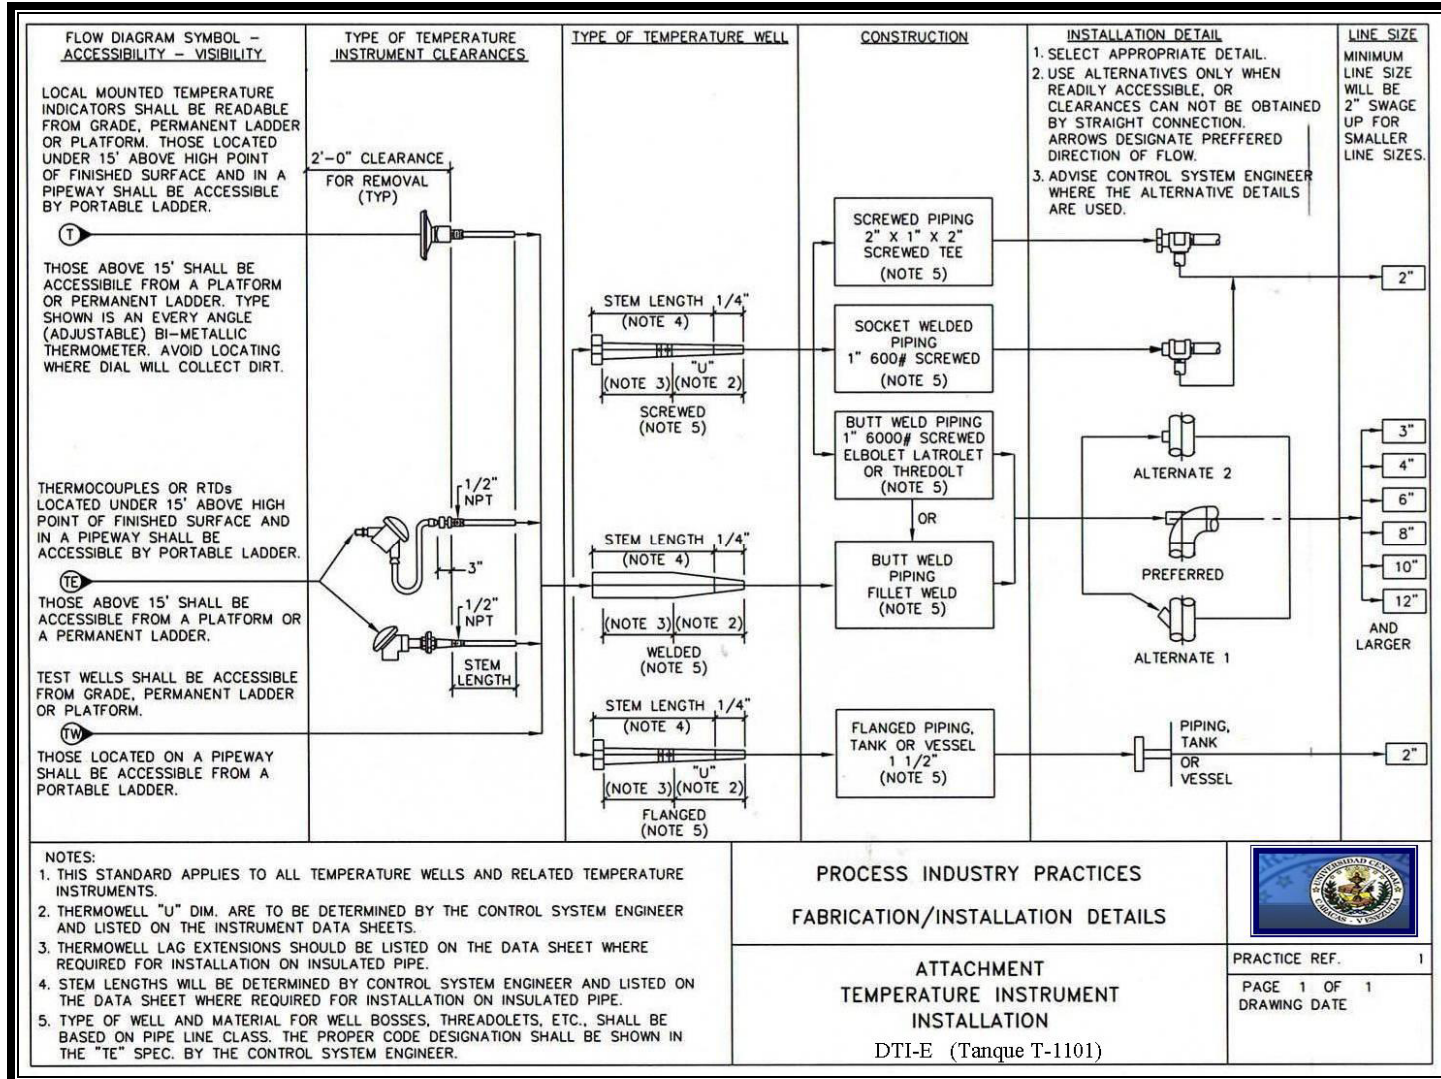 FLOW DIAGRAM SYMBOL –
ACCESSIBILITY – VISIBILITY
LOCAL MOUNTED TEMPERATURE
INDICATORS SHALL BE READABLE
FROM GRADE, PERMANENT LADDER
OR PLATFORM. THOSE LOCATED
UNDER 15' ABOVE HIGH POINT
OF FINISHED SURFACE AND IN A
PIPEWAY SHALL BE ACCESSIBLE
BY PORTABLE LADDER.
T
THOSE ABOVE 15' SHALL BE
ACCESSIBILE FROM A PLATFORM
OR PERMANENT LADDER. TYPE
SHOWN IS AN EVERY ANGLE
(ADJUSTABLE) BI–METALLIC
THERMOMETER. AVOID LOCATING
WHERE DIAL WILL COLLECT DIRT.
THERMOCOUPLES OR RTDs
LOCATED UNDER 15' ABOVE HIGH
POINT OF FINISHED SURFACE AND
IN A PIPEWAY SHALL BE
ACCESSIBLE BY PORTABLE LADDER.
TE
THOSE ABOVE 15' SHALL BE
ACCESSIBLE FROM A PLATFORM OR
A PERMANENT LADDER.
TEST WELLS SHALL BE ACCESSIBLE
FROM GRADE, PERMANENT LADDER
OR PLATFORM.
TW
THOSE LOCATED ON A PIPEWAY
SHALL BE ACCESSIBLE FROM A
PORTABLE LADDER.
TYPE OF TEMPERATURE
INSTRUMENT CLEARANCES
2'–0" CLEARANCE
FOR REMOVAL
(TYP)
1/2"
NPT
3"
1/2"
NPT
STEM
LENGTH
TYPE OF TEMPERATURE WELL
STEM LENGTH 1/4"
(NOTE 4)
"U"
(NOTE 3) (NOTE 2)
SCREWED
(NOTE 5)
STEM LENGTH 1/4"
(NOTE 4)
(NOTE 3) (NOTE 2)
WELDED
(NOTE 5)
STEM LENGTH 1/4"
(NOTE 4)
"U"
(NOTE 3) (NOTE 2)
FLANGED
(NOTE 5)
CONSTRUCTION
SCREWED PIPING
2" X 1" X 2"
SCREWED TEE
(NOTE 5)
SOCKET WELDED
PIPING
1" 600# SCREWED
(NOTE 5)
BUTT WELD PIPING
1" 6000# SCREWED
ELBOLET LATROLET
OR THREDOLT
(NOTE 5)
OR
BUTT WELD
PIPING
FILLET WELD
(NOTE 5)
FLANGED PIPING,
TANK OR VESSEL
1 1/2"
(NOTE 5)
INSTALLATION DETAIL
1. SELECT APPROPRIATE DETAIL.
2. USE ALTERNATIVES ONLY WHEN
READILY ACCESSIBLE, OR
CLEARANCES CAN NOT BE OBTAINED
BY STRAIGHT CONNECTION.
ARROWS DESIGNATE PREFFERED
DIRECTION OF FLOW.
3. ADVISE CONTROL SYSTEM ENGINEER
WHERE THE ALTERNATIVE DETAILS
ARE USED.
ALTERNATE 2
PREFERRED
ALTERNATE 1
PIPING,
TANK
OR
VESSEL
LINE SIZE
MINIMUM
LINE SIZE
WILL BE
2" SWAGE
UP FOR
SMALLER
LINE SIZES.
2"
3"
4"
6"
8"
10"
12"
AND
LARGER
2"
NOTES:
1. THIS STANDARD APPLIES TO ALL TEMPERATURE WELLS AND RELATED TEMPERATURE
INSTRUMENTS.
2. THERMOWELL "U" DIM. ARE TO BE DETERMINED BY THE CONTROL SYSTEM ENGINEER
AND LISTED ON THE INSTRUMENT DATA SHEETS.
3. THERMOWELL LAG EXTENSIONS SHOULD BE LISTED ON THE DATA SHEET WHERE
REQUIRED FOR INSTALLATION ON INSULATED PIPE.
4. STEM LENGTHS WILL BE DETERMINED BY CONTROL SYSTEM ENGINEER AND LISTED ON
THE DATA SHEET WHERE REQUIRED FOR INSTALLATION ON INSULATED PIPE.
5. TYPE OF WELL AND MATERIAL FOR WELL BOSSES, THREADOLETS, ETC., SHALL BE
BASED ON PIPE LINE CLASS. THE PROPER CODE DESIGNATION SHALL BE SHOWN IN
THE "TE" SPEC. BY THE CONTROL SYSTEM ENGINEER.
PROCESS INDUSTRY PRACTICES
FABRICATION/INSTALLATION DETAILS
ATTACHMENT
TEMPERATURE INSTRUMENT
INSTALLATION
DTI-E (Tanque T-1101)
UNIVERSIDAD CENTRAL
CARACAS - VENEZUELA
PRACTICE REF. 1
PAGE 1 OF 1
DRAWING DATE